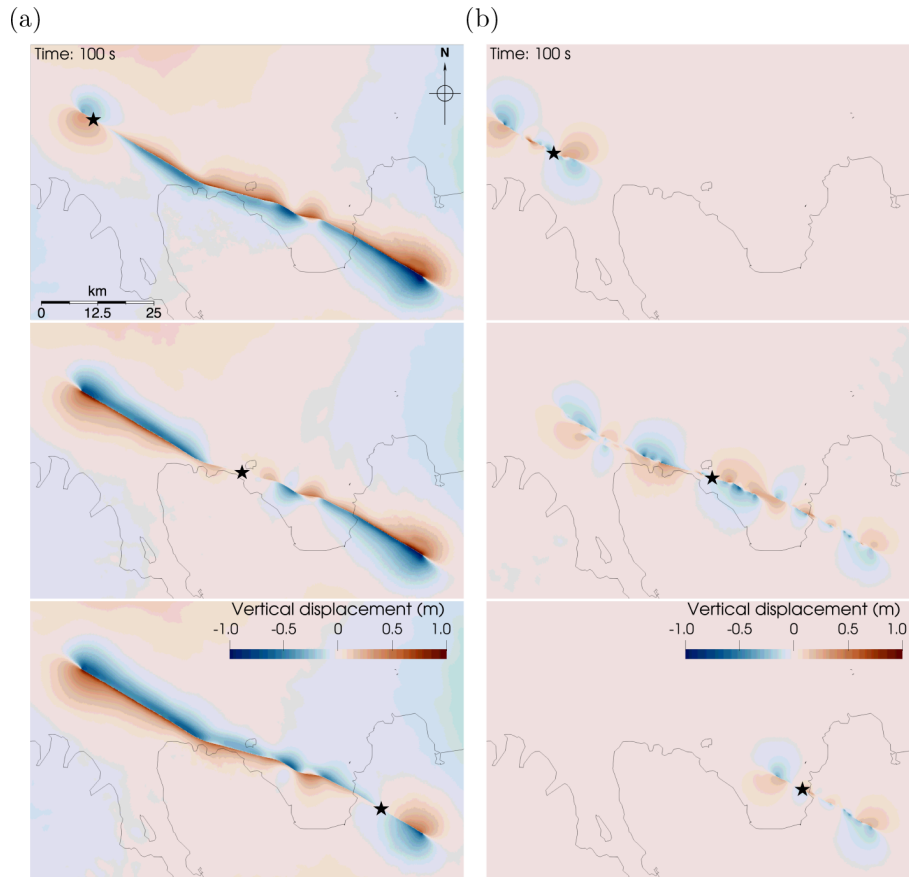 (a)
(b)
Time: 100 s
N
Time: 100 s
km
0 12.5 25
Vertical displacement (m)
-1.0 -0.5 0 0.5 1.0
Vertical displacement (m)
-1.0 -0.5 0 0.5 1.0